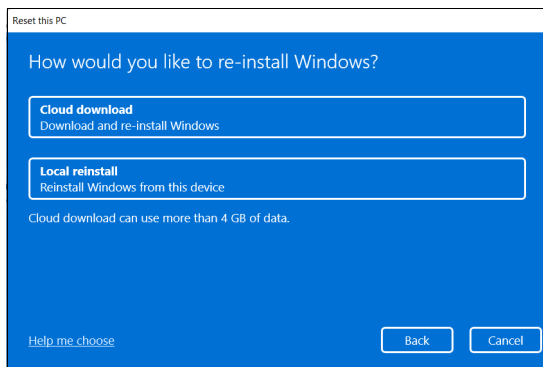 Reset this PC
How would you like to re-install Windows?
Cloud download
Download and re-install Windows
Local reinstall
Reinstall Windows from this device
Cloud download can use more than 4 GB of data.
Help me choose
Back
Cancel